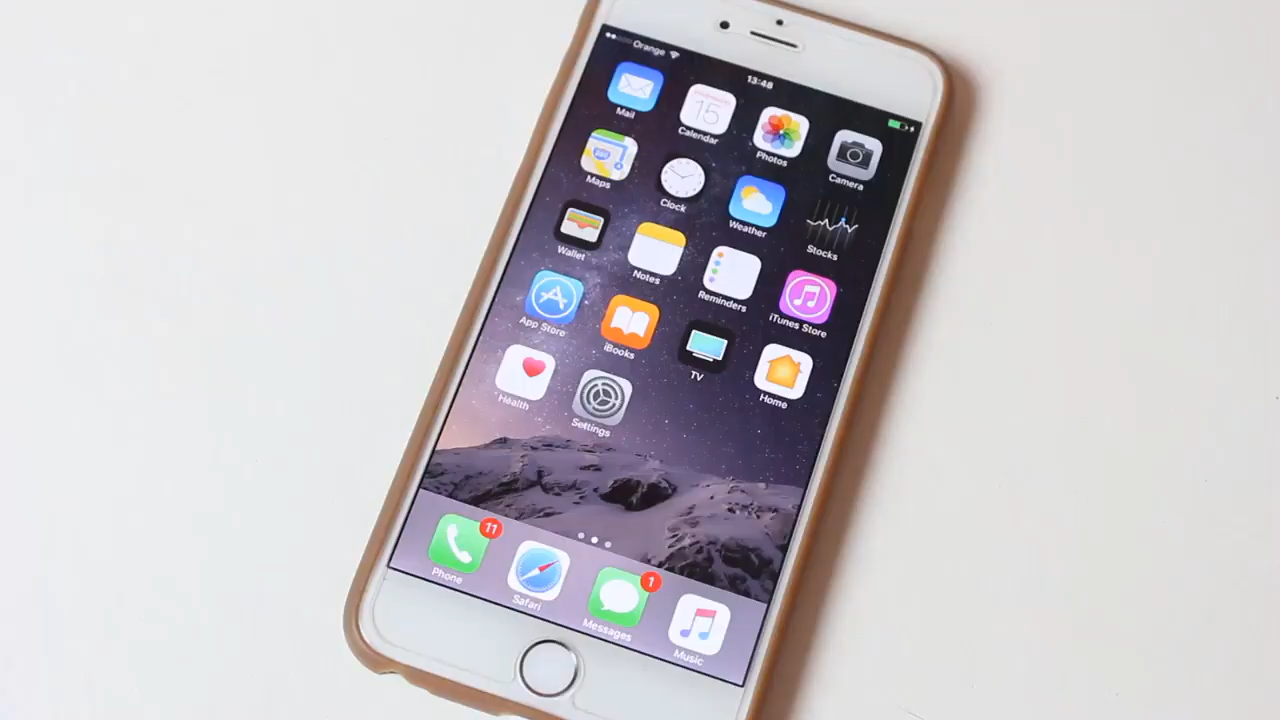 Orange
13:48
Mail
15
Calendar
Photos
Camera
Maps
Clock
Weather
Stocks
Wallet
Notes
Reminders
iTunes Store
App Store
iBooks
TV
Home
Health
Settings
11
Phone
Safari
1
Messages
Music